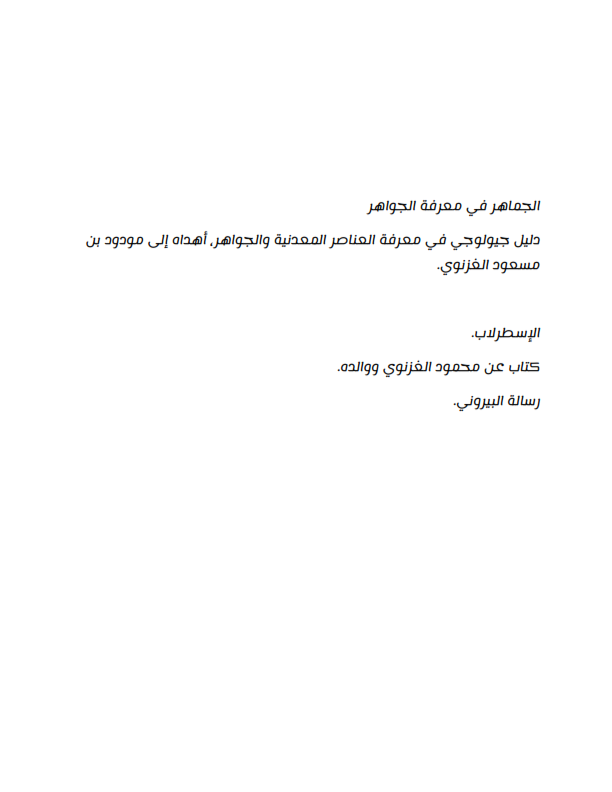 الجماهر في معرفة الجواهر
دليل جيولوجي في معرفة العناصر المعدنية والجواهر، أهداه إلى مودود بن
مسعود الغزنوي.
الإسطرلاب.
كتاب عن محمود الغزنوي ووالده.
رسالة البيروني.